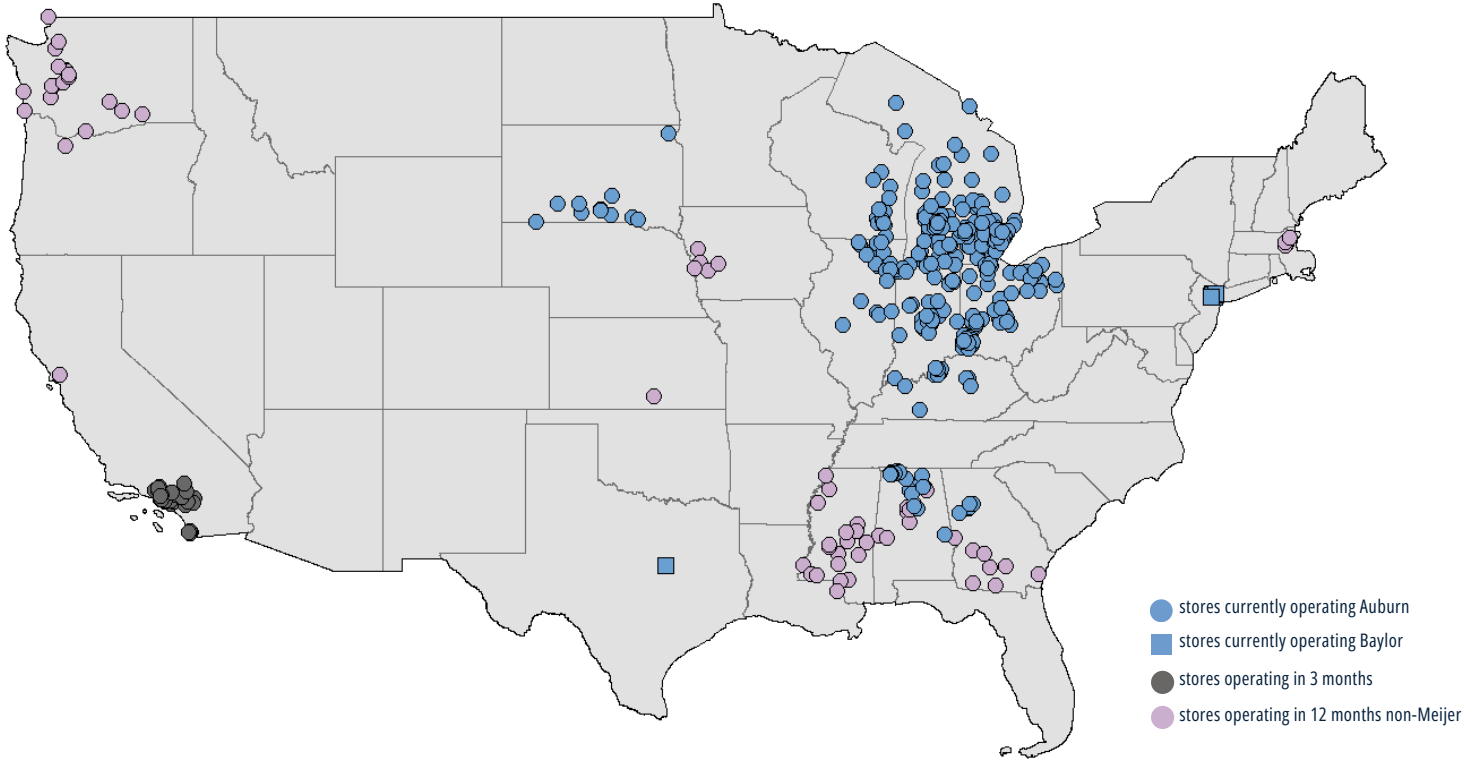 stores currently operating Auburn
stores currently operating Baylor
stores operating in 3 months
stores operating in 12 months non-Meijer